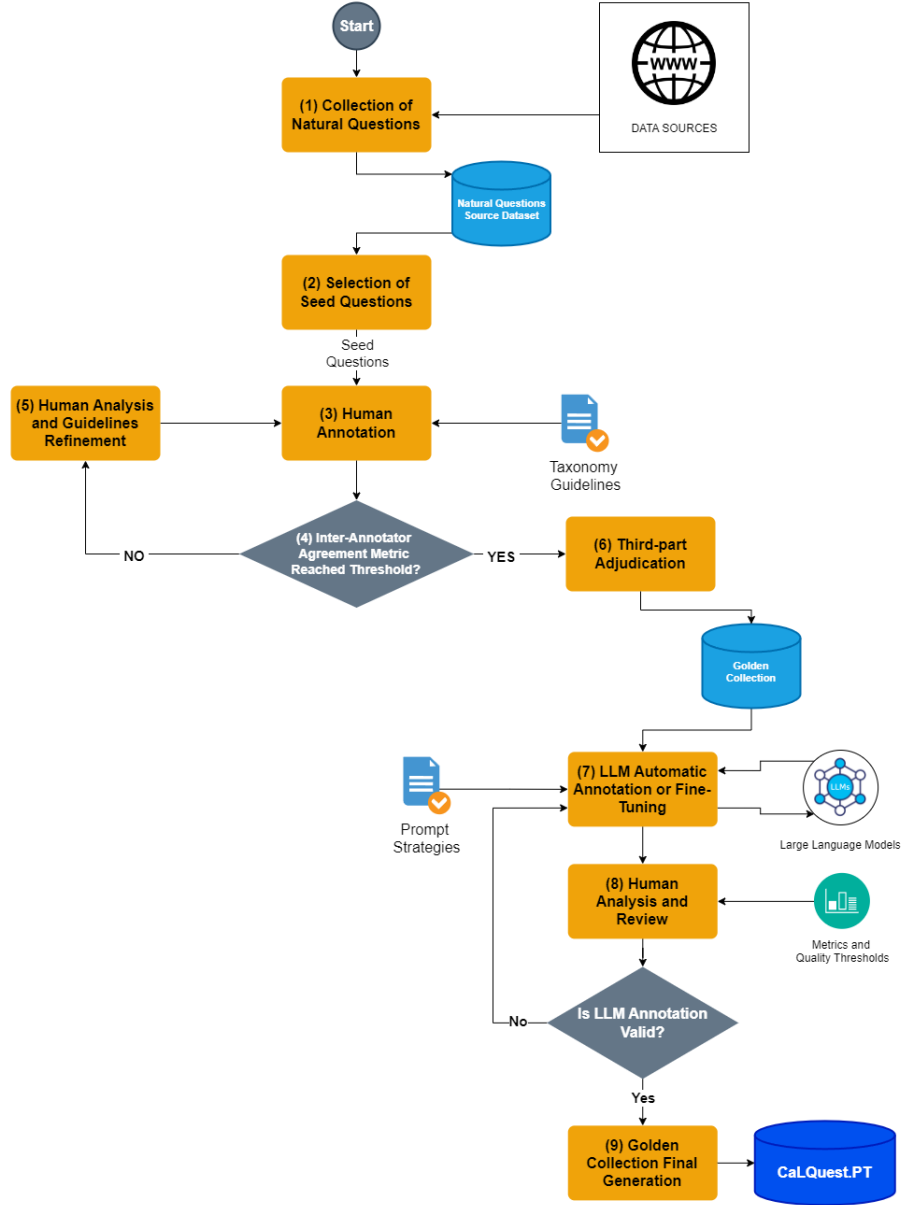 Start
(1) Collection of
Natural Questions
WWW
DATA SOURCES
Natural Questions
Source Dataset
(2) Selection of
Seed Questions
Seed
Questions
(5) Human Analysis
and Guidelines
Refinement
(3) Human
Annotation
Taxonomy
Guidelines
(4) Inter-Annotator
Agreement Metric
Reached Threshold?
NO
YES
(6) Third-part
Adjudication
Golden
Collection
Prompt
Strategies
(7) LLM Automatic
Annotation or Fine-
Tuning
LLMs
Large Language Models
(8) Human
Analysis and
Review
Metrics and
Quality Thresholds
Is LLM Annotation
Valid?
No
Yes
(9) Golden
Collection Final
Generation
CaLQuest.PT